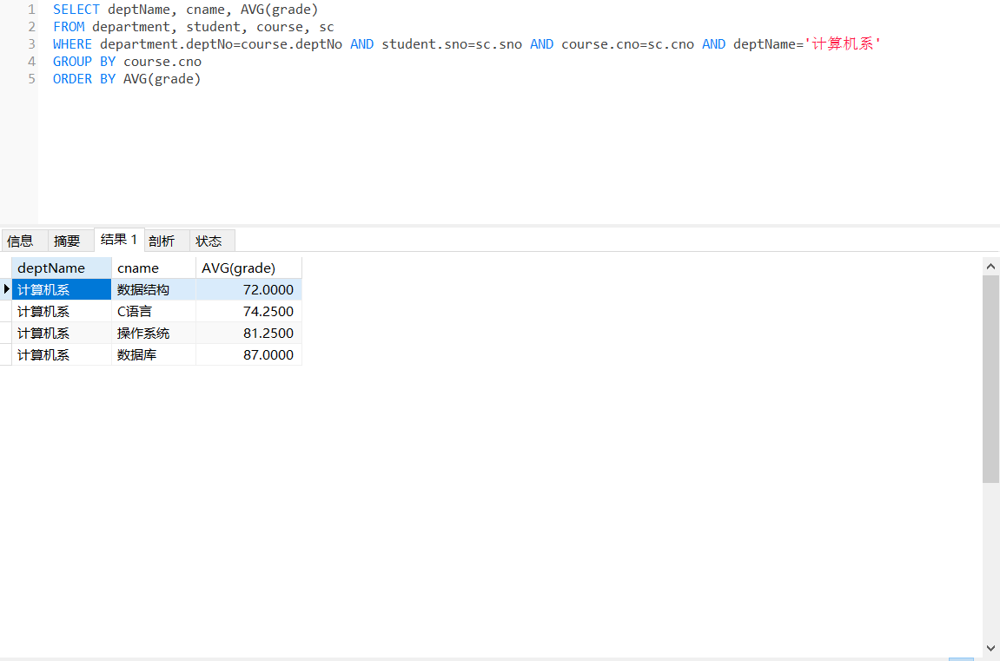 1 SELECT deptName, cname, AVG(grade)
2 FROM department, student, course, sc
3 WHERE department.deptNo=course.deptNo AND student.sno=sc.sno AND course.cno=sc.cno AND deptName='计算机系'
4 GROUP BY course.cno
5 ORDER BY AVG(grade)
信息 摘要 结果 1 剖析 状态
deptName cname AVG(grade)
计算机系 数据结构 72.0000
计算机系 C语言 74.2500
计算机系 操作系统 81.2500
计算机系 数据库 87.0000